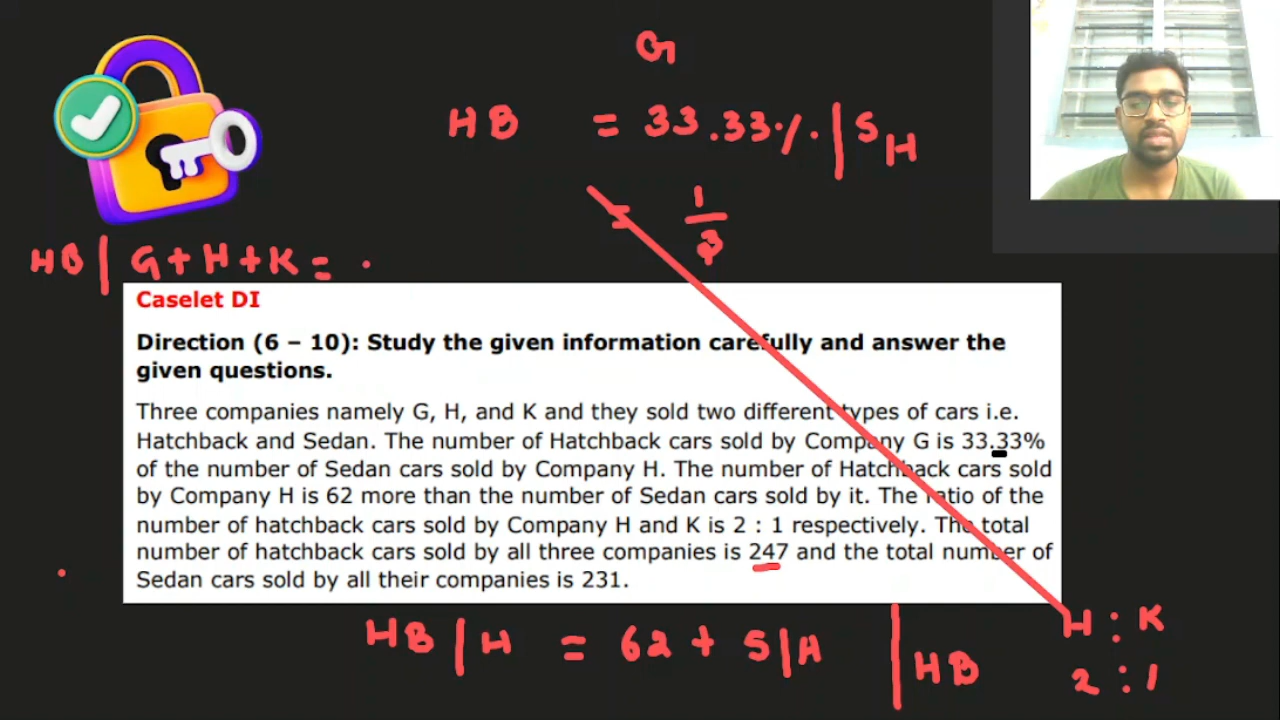 G
HB = 33.33% | S H
= 1/3
HB | G + H + K = .
Caselet DI
Direction (6 – 10): Study the given information carefully and answer the
given questions.
Three companies namely G, H, and K and they sold two different types of cars i.e.
Hatchback and Sedan. The number of Hatchback cars sold by Company G is 33.33%
of the number of Sedan cars sold by Company H. The number of Hatchback cars sold
by Company H is 62 more than the number of Sedan cars sold by it. The ratio of the
number of hatchback cars sold by Company H and K is 2 : 1 respectively. The total
number of hatchback cars sold by all three companies is 247 and the total number of
Sedan cars sold by all their companies is 231.
HB | H = 62 + S | H
H : K
HB 2 : 1